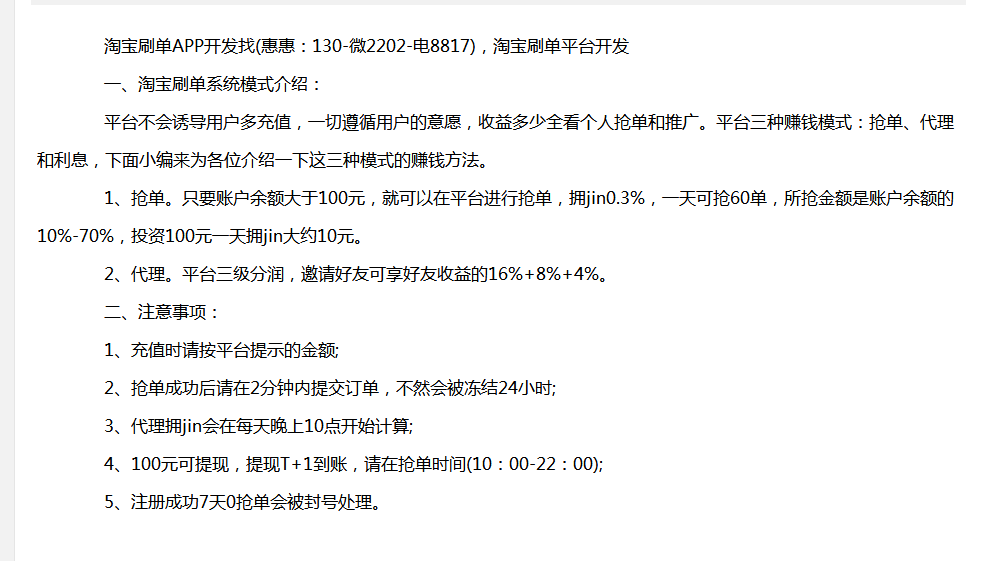 淘宝刷单APP开发找(惠惠：130-微2202-电8817)，淘宝刷单平台开发
一、淘宝刷单系统模式介绍：
平台不会诱导用户多充值，一切遵循用户的意愿，收益多少全看个人抢单和推广。平台三种赚钱模式：抢单、代理
和利息，下面小编来为各位介绍一下这三种模式的赚钱方法。
1、抢单。只要账户余额大于100元，就可以在平台进行抢单，拥jin0.3%，一天可抢60单，所抢金额是账户余额的
10%-70%，投资100元一天拥jin大约10元。
2、代理。平台三级分润，邀请好友可享好友收益的16%+8%+4%。
二、注意事项：
1、充值时请按平台提示的金额;
2、抢单成功后请在2分钟内提交订单，不然会被冻结24小时;
3、代理拥jin会在每天晚上10点开始计算;
4、100元可提现，提现T+1到账，请在抢单时间(10：00-22：00);
5、注册成功7天0抢单会被封号处理。